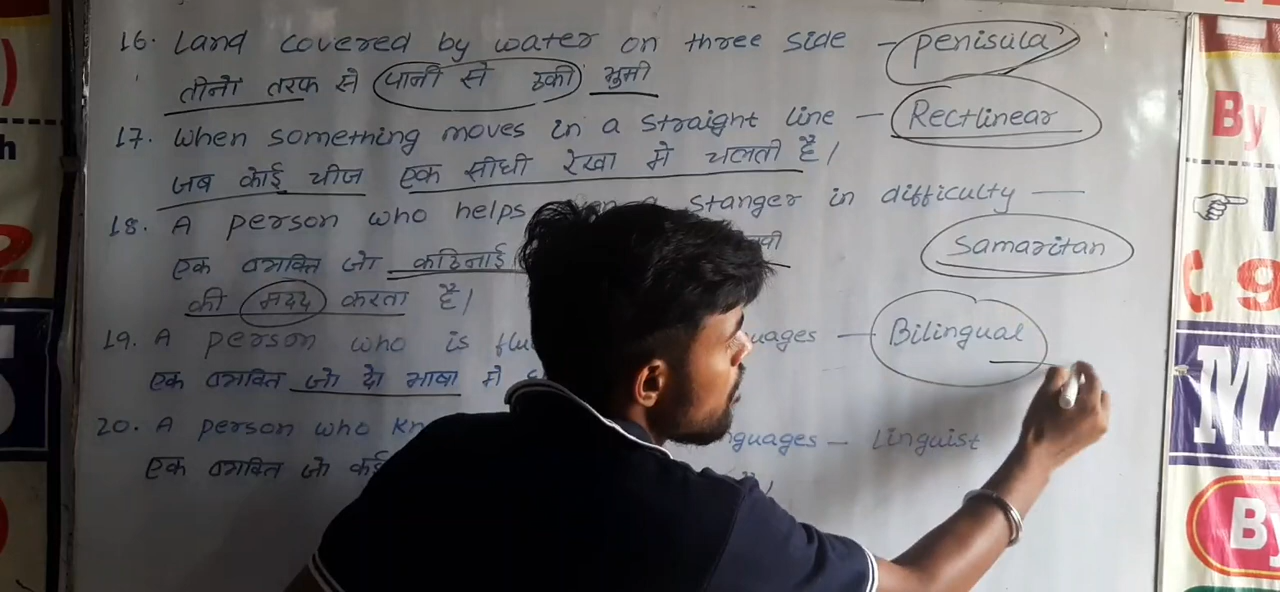 16. Land covered by water on three side - penisula
तीनो तरफ से पानी से ढकी भुमी
17. When something moves in a straight line - Rectlinear
जब कोई चीज एक सीधी रेखा मे चलती है।
18. A person who helps stanger in difficulty -
Samaritan
एक व्यक्ति जो कठिनाई
की मदद करता है।
19. A person who is - Bilingual
एक व्यक्ति जो दो भाषा मे
20. A person who - Linguist
एक व्यक्ति जो
By
M
By